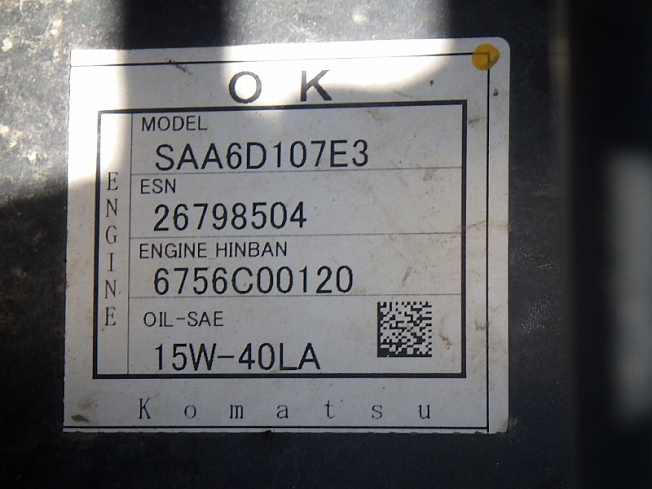 OK
ENGINE
MODEL
SAA6D107E3
ESN
26798504
ENGINE HINBAN
6756C00120
OIL-SAE
15W-40LA
Komatsu